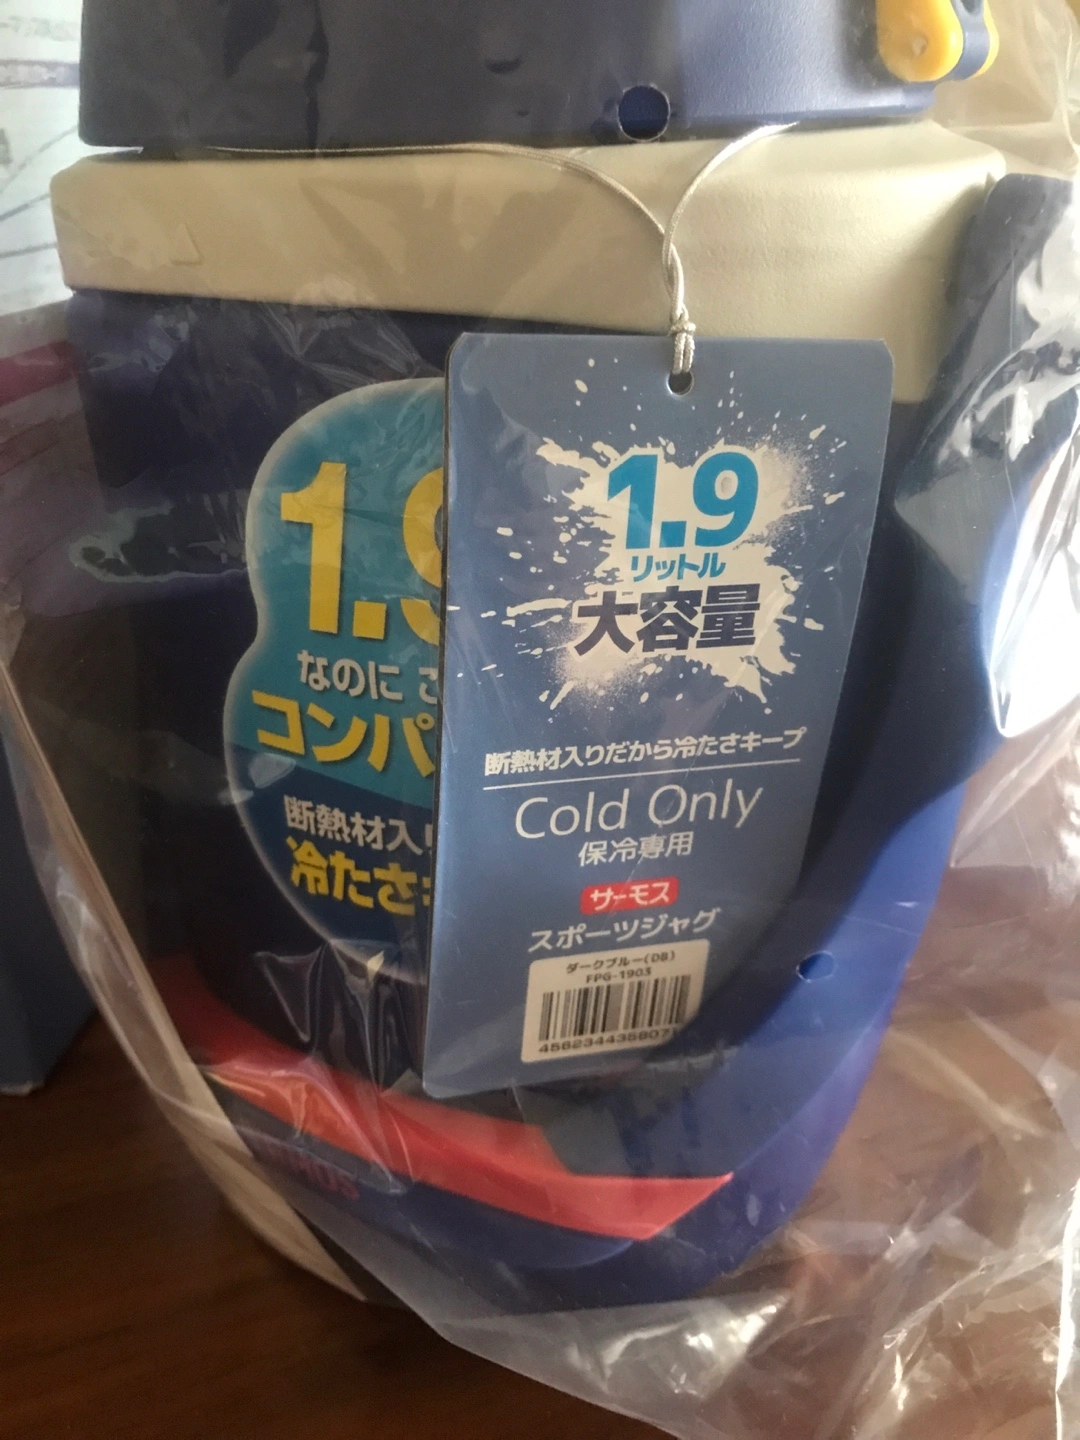 1.9
なのに こ
コンパ
断熱材入り
冷たさキ
1.9
リットル
大容量
断熱材入りだから冷たさキープ
Cold Only
保冷専用
サーモス
スポーツジャグ
ダークブルー(DB)
FPG-1903